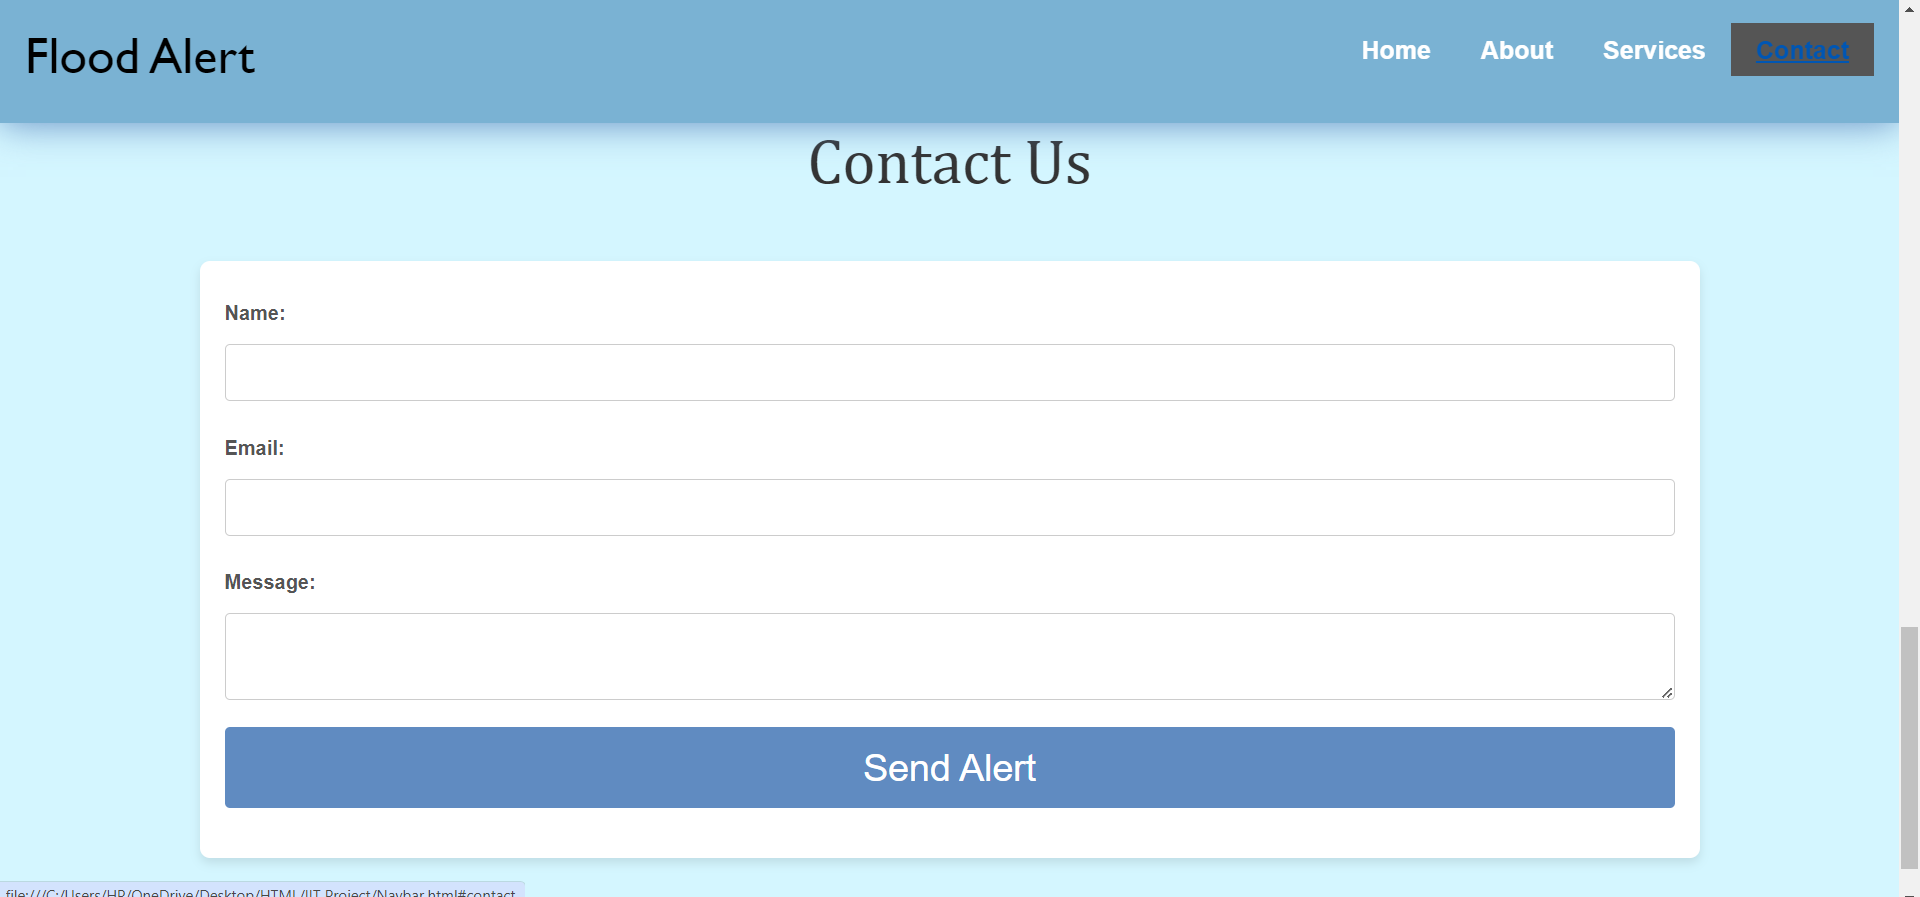 Flood Alert
Home About Services Contact
Contact Us
Name:
Email:
Message:
Send Alert
file:///C:/Users/HP/OneDrive/Desktop/HTML/IIT Project/Navbar.html#contact